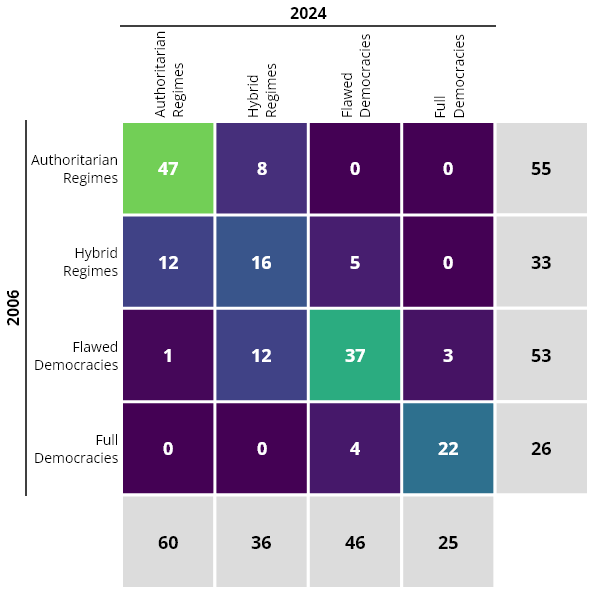 2024
Authoritarian
Regimes
Hybrid
Regimes
Flawed
Democracies
Full
Democracies
2006
Authoritarian
Regimes
47 8 0 0 55
Hybrid
Regimes
12 16 5 0 33
Flawed
Democracies
1 12 37 3 53
Full
Democracies
0 0 4 22 26
60 36 46 25